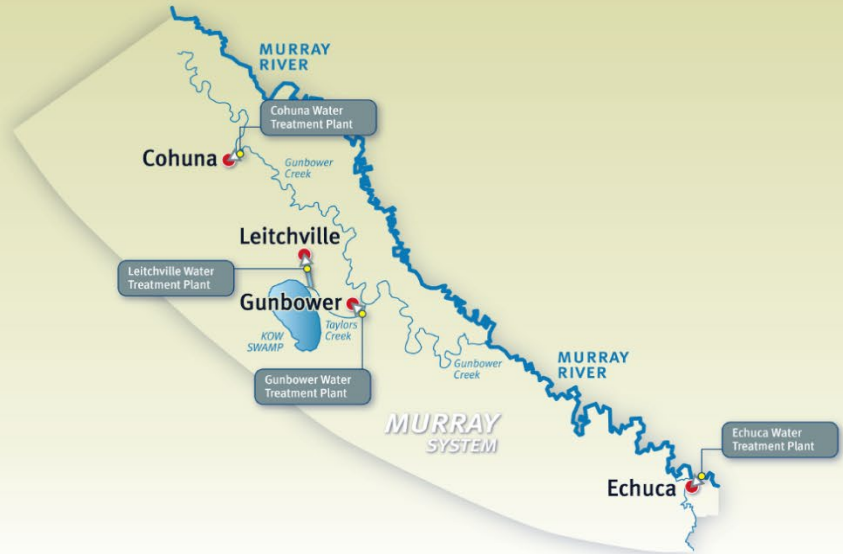 MURRAY
RIVER
Cohuna Water
Treatment Plant
Cohuna
Gunbower
Creek
Leitchville
Leitchville Water
Treatment Plant
Gunbower
KOW
SWAMP
Taylors
Creek
Gunbower Water
Treatment Plant
Gunbower
Creek
MURRAY
RIVER
MURRAY
SYSTEM
Echuca Water
Treatment Plant
Echuca